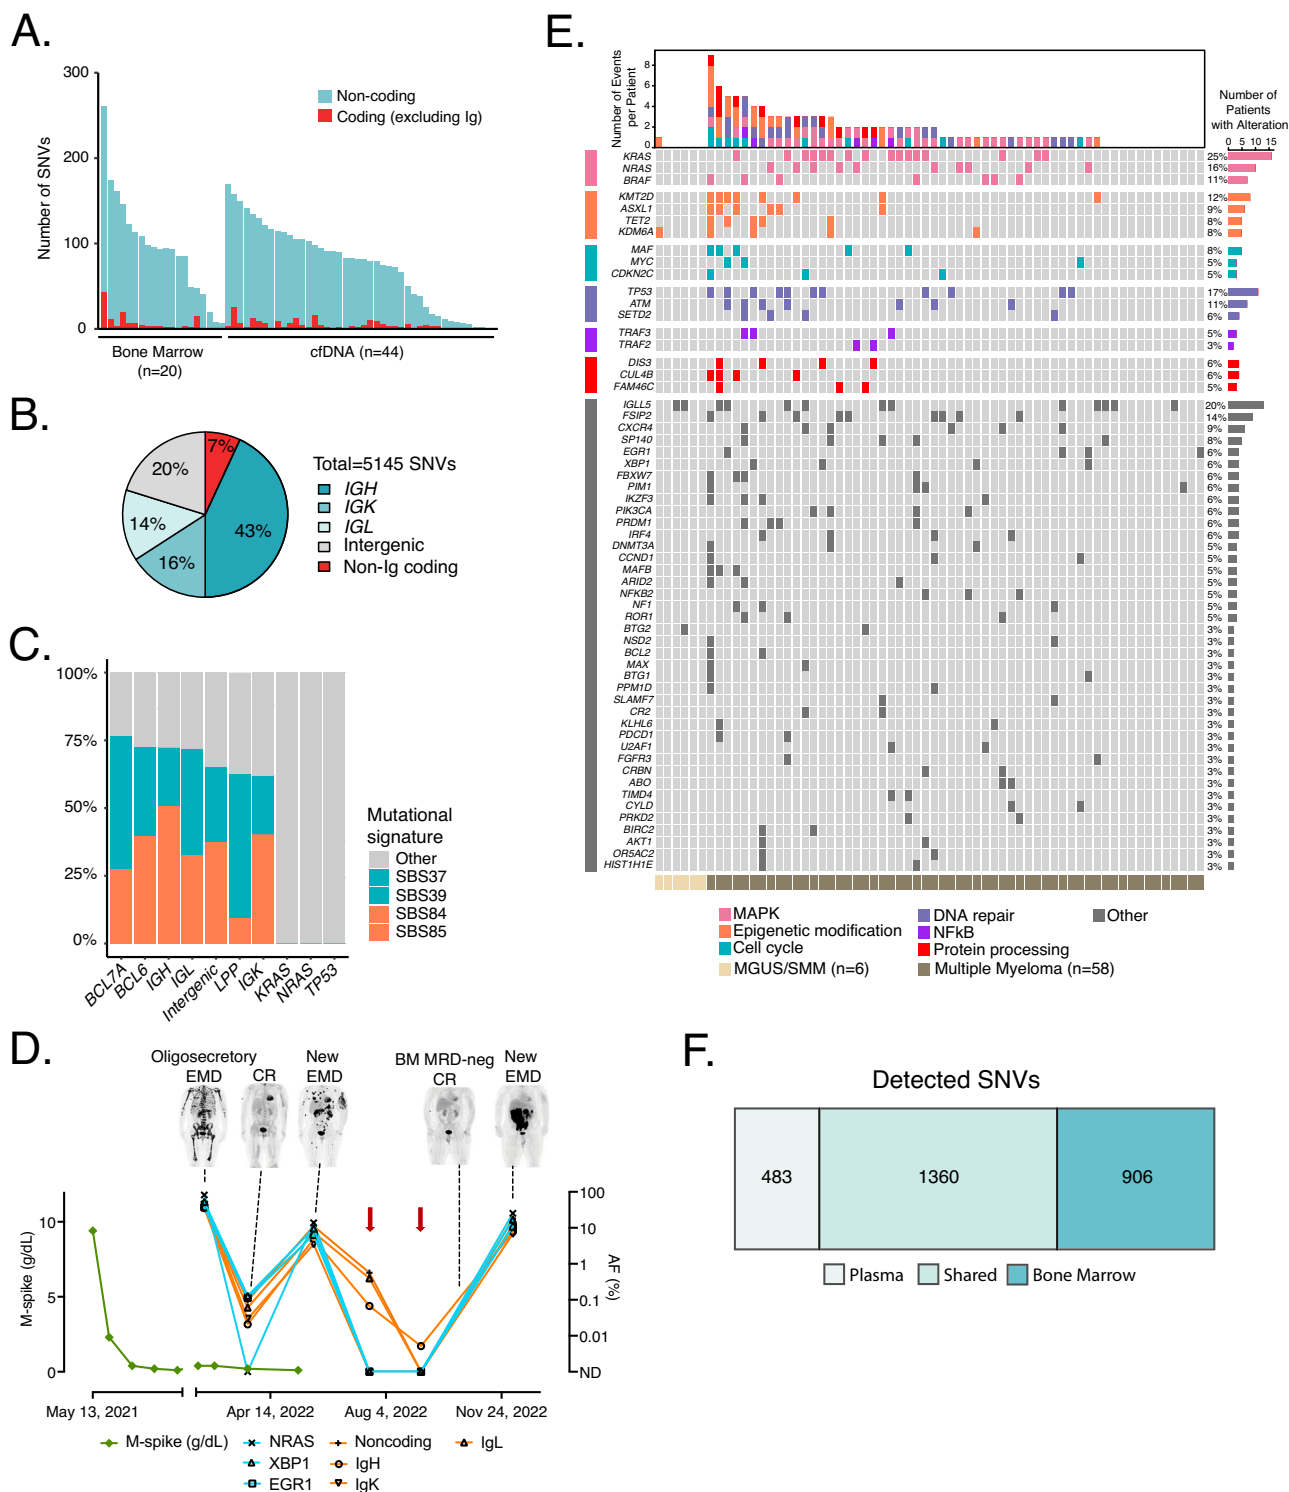 A.
300
200
100
0
Number of SNVs
Non-coding
Coding (excluding Ig)
Bone Marrow
(n=20)
cfDNA (n=44)
B.
7%
20%
14%
16%
43%
Total=5145 SNVs
IGH
IGK
IGL
Intergenic
Non-Ig coding
C.
100%
75%
50%
25%
0%
BCL7A
BCL6
IGH
IGL
Intergenic
LPP
IGK
KRAS
NRAS
TP53
Mutational
signature
Other
SBS37
SBS39
SBS84
SBS85
D.
Oligosecretory
EMD
CR
New
EMD
BM MRD-neg
CR
New
EMD
M-spike (g/dL)
10
5
0
100
10
1
0.1
0.01
ND
AF (%)
May 13, 2021
Apr 14, 2022
Aug 4, 2022
Nov 24, 2022
M-spike (g/dL)
NRAS
XBP1
EGR1
Noncoding
IgH
IgK
IgL
E.
Number of Events
per Patient
8
6
4
2
0
Number of
Patients
with Alteration
0 5 10 15
KRAS 25%
NRAS 16%
BRAF 11%
KMT2D 12%
ASXL1 9%
TET2 8%
KDM6A 8%
MAF 8%
MYC 5%
CDKN2C 5%
TP53 17%
ATM 11%
SETD2 6%
TRAF3 5%
TRAF2 3%
DIS3 6%
CUL4B 6%
FAM46C 5%
IGLL5 20%
FSIP2 14%
CXCR4 9%
SP140 8%
EGR1 6%
XBP1 6%
FBXW7 6%
PIM1 6%
IKZF3 6%
PIK3CA 6%
PRDM1 6%
IRF4 6%
DNMT3A 5%
CCND1 5%
MAFB 5%
ARID2 5%
NFKB2 5%
NF1 5%
ROR1 5%
BTG2 3%
NSD2 3%
BCL2 3%
MAX 3%
BTG1 3%
PPM1D 3%
SLAMF7 3%
CR2 3%
KLHL6 3%
PDCD1 3%
U2AF1 3%
FGFR3 3%
CRBN 3%
ABO 3%
TIMD4 3%
CYLD 3%
PRKD2 3%
BIRC2 3%
AKT1 3%
OR5AC2 3%
HIST1H1E 3%
MAPK
Epigenetic modification
Cell cycle
MGUS/SMM (n=6)
DNA repair
NFkB
Protein processing
Multiple Myeloma (n=58)
Other
F.
Detected SNVs
483
1360
906
Plasma
Shared
Bone Marrow